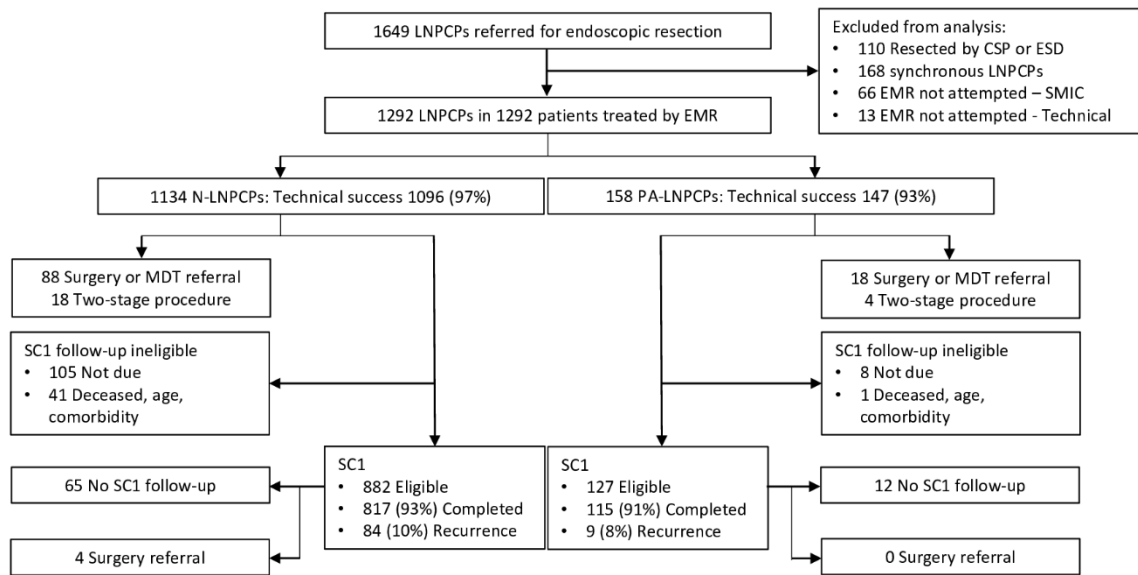 1649 LNPCPs referred for endoscopic resection
Excluded from analysis:
• 110 Resected by CSP or ESD
• 168 synchronous LNPCPs
• 66 EMR not attempted – SMIC
• 13 EMR not attempted - Technical
1292 LNPCPs in 1292 patients treated by EMR
1134 N-LNPCPs: Technical success 1096 (97%)
158 PA-LNPCPs: Technical success 147 (93%)
88 Surgery or MDT referral
18 Two-stage procedure
18 Surgery or MDT referral
4 Two-stage procedure
SC1 follow-up ineligible
• 105 Not due
• 41 Deceased, age,
comorbidity
SC1 follow-up ineligible
• 8 Not due
• 1 Deceased, age,
comorbidity
SC1
• 882 Eligible
• 817 (93%) Completed
• 84 (10%) Recurrence
SC1
• 127 Eligible
• 115 (91%) Completed
• 9 (8%) Recurrence
65 No SC1 follow-up
12 No SC1 follow-up
4 Surgery referral
0 Surgery referral